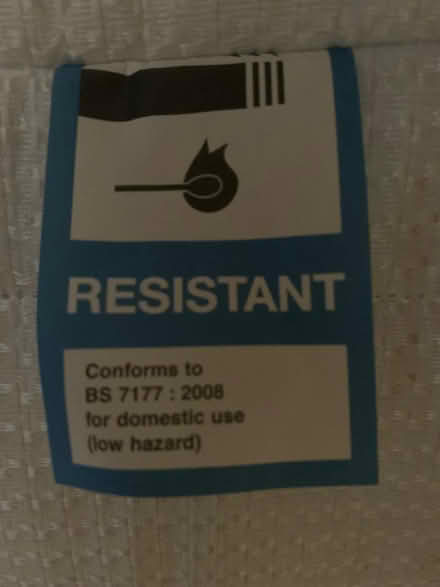 RESISTANT
Conforms to
BS 7177 : 2008
for domestic use
(low hazard)